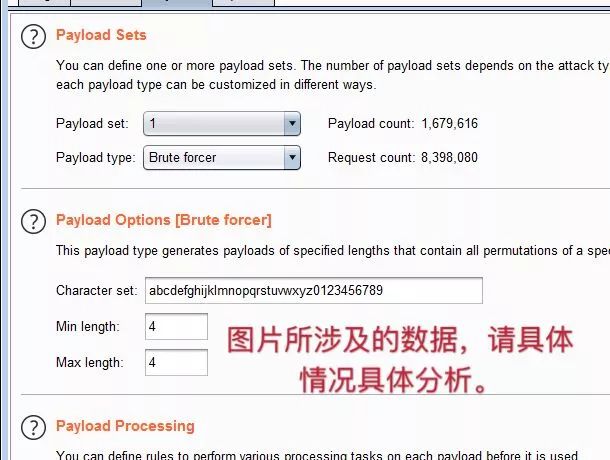 Payload Sets
You can define one or more payload sets. The number of payload sets depends on the attack ty
each payload type can be customized in different ways.
Payload set: 1 Payload count: 1,679,616
Payload type: Brute forcer Request count: 8,398,080
Payload Options [Brute forcer]
This payload type generates payloads of specified lengths that contain all permutations of a spe
Character set: abcdefghijklmnopqrstuvwxyz0123456789
Min length: 4
Max length: 4
图片所涉及的数据，请具体
情况具体分析。
Payload Processing
You can define rules to perform various processing tasks on each payload before it is used